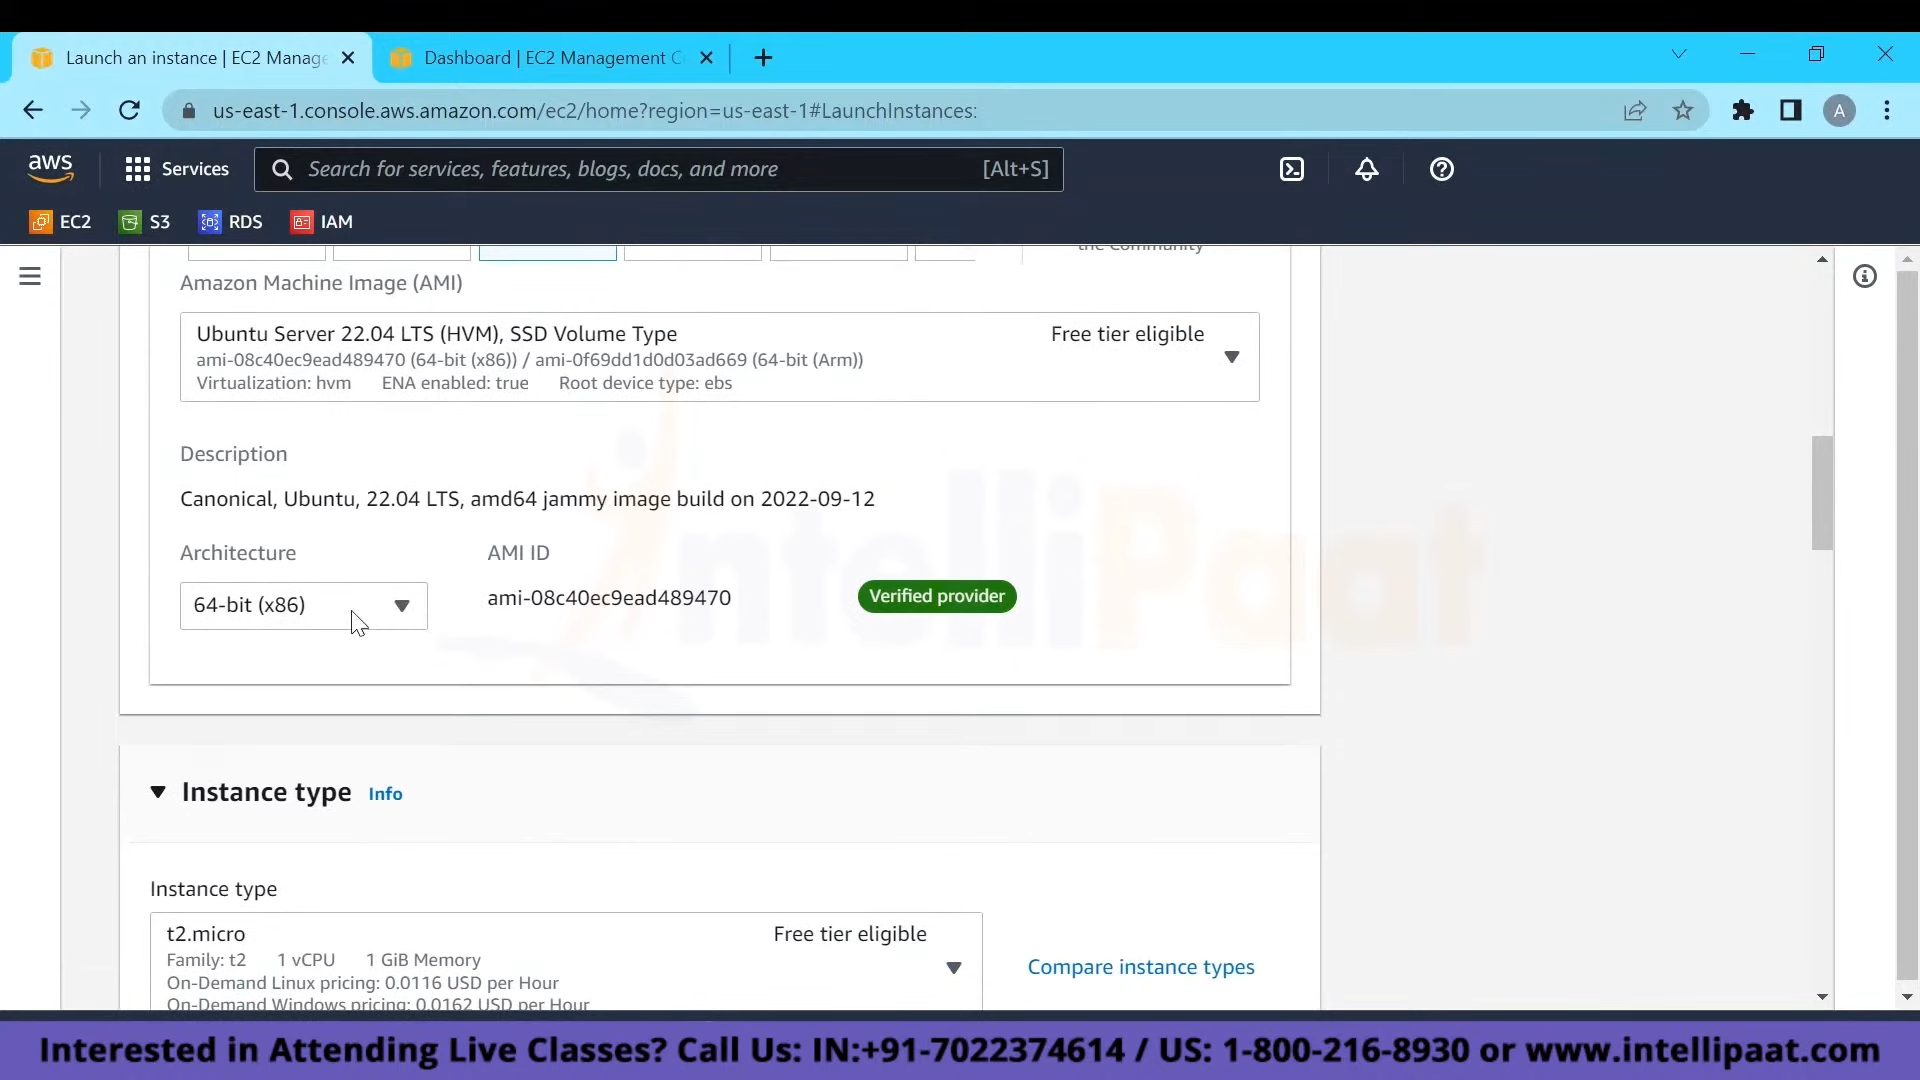 Launch an instance | EC2 Manage
Dashboard | EC2 Management C
us-east-1.console.aws.amazon.com/ec2/home?region=us-east-1#LaunchInstances:
A
aws
Services
Search for services, features, blogs, docs, and more
[Alt+S]
EC2
S3
RDS
IAM
the Community
Amazon Machine Image (AMI)
Ubuntu Server 22.04 LTS (HVM), SSD Volume Type
Free tier eligible
ami-08c40ec9ead489470 (64-bit (x86)) / ami-0f69dd1d0d03ad669 (64-bit (Arm))
Virtualization: hvm ENA enabled: true Root device type: ebs
Description
Canonical, Ubuntu, 22.04 LTS, amd64 jammy image build on 2022-09-12
Architecture
AMI ID
64-bit (x86)
ami-08c40ec9ead489470
Verified provider
intelliPaat
Instance type Info
Instance type
t2.micro
Free tier eligible
Family: t2 1 vCPU 1 GiB Memory
On-Demand Linux pricing: 0.0116 USD per Hour
On-Demand Windows pricing: 0.0162 USD per Hour
Compare instance types
Interested in Attending Live Classes? Call Us: IN:+91-7022374614 / US: 1-800-216-8930 or www.intellipaat.com